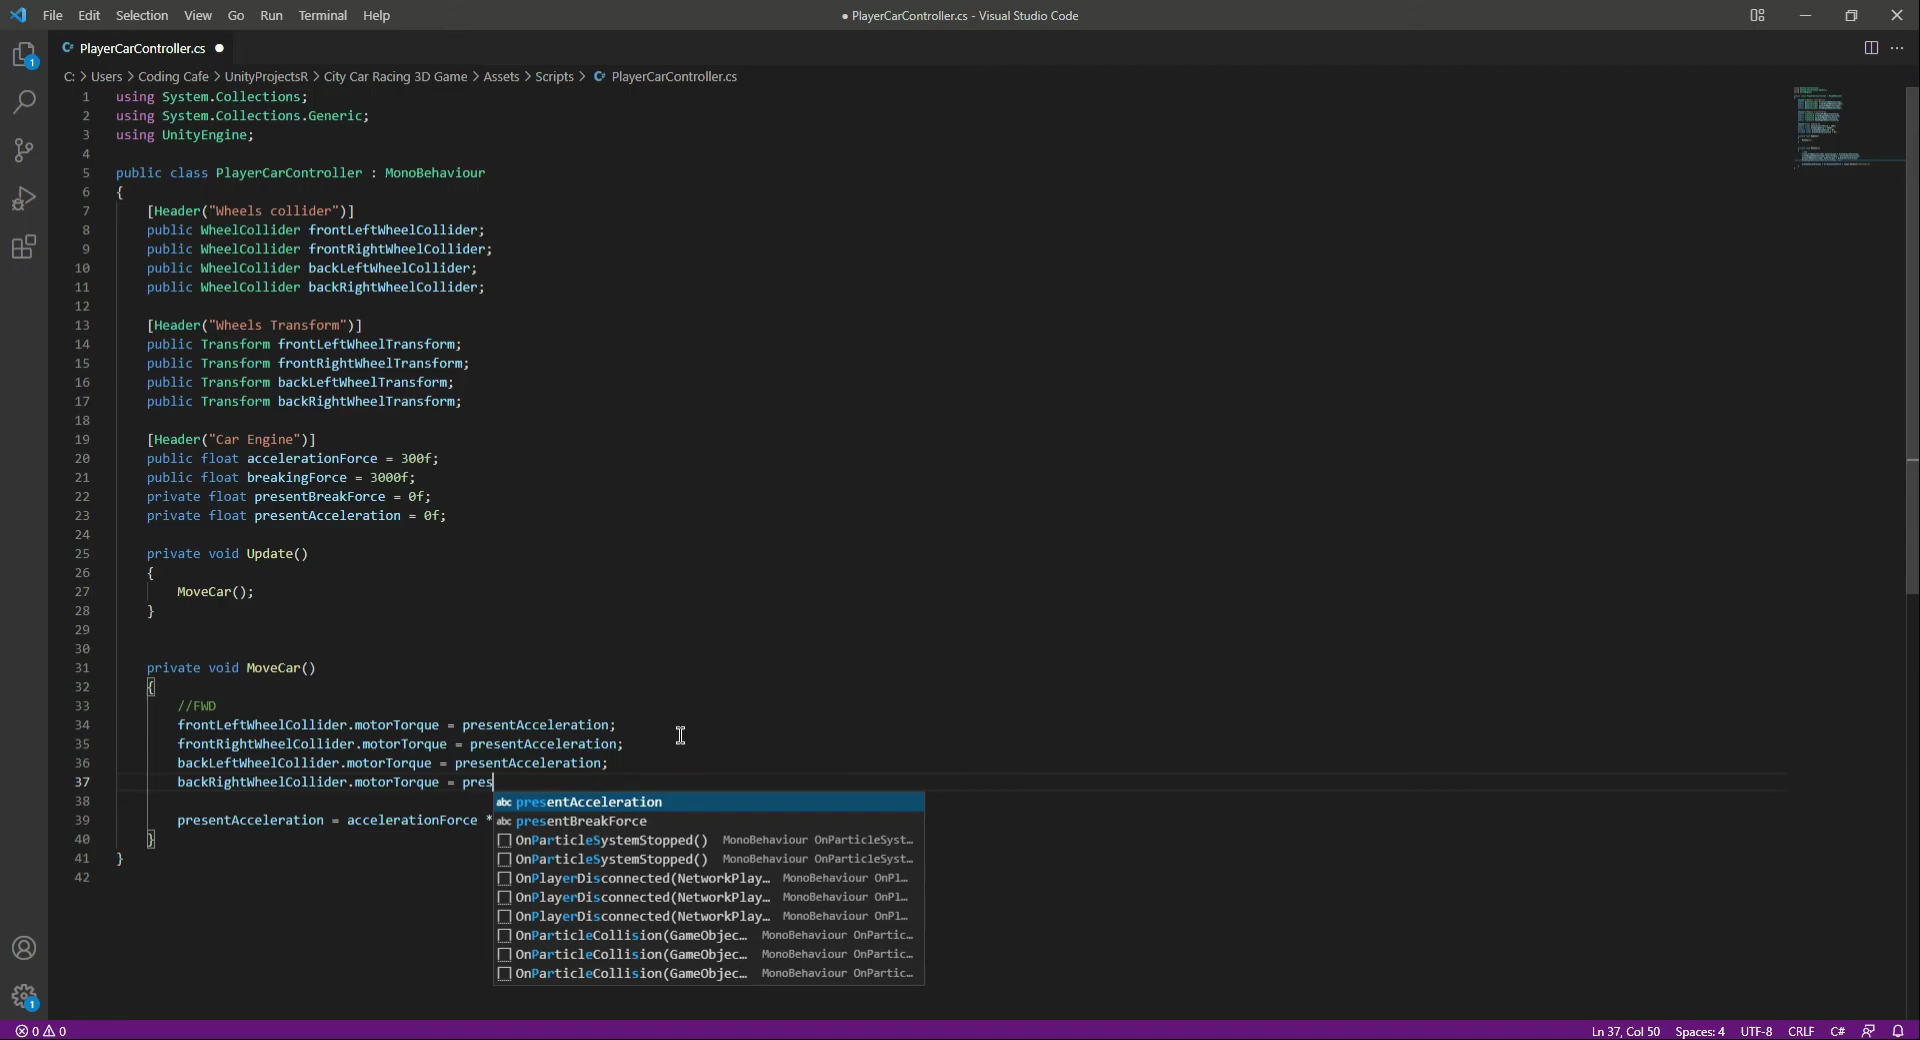 File Edit Selection View Go Run Terminal Help
● PlayerCarController.cs - Visual Studio Code
PlayerCarController.cs ●
C: > Users > Coding Cafe > UnityProjectsR > City Car Racing 3D Game > Assets > Scripts > PlayerCarController.cs
1 using System.Collections;
2 using System.Collections.Generic;
3 using UnityEngine;
4
5 public class PlayerCarController : MonoBehaviour
6 {
7 [Header("Wheels collider")]
8 public WheelCollider frontLeftWheelCollider;
9 public WheelCollider frontRightWheelCollider;
10 public WheelCollider backLeftWheelCollider;
11 public WheelCollider backRightWheelCollider;
12
13 [Header("Wheels Transform")]
14 public Transform frontLeftWheelTransform;
15 public Transform frontRightWheelTransform;
16 public Transform backLeftWheelTransform;
17 public Transform backRightWheelTransform;
18
19 [Header("Car Engine")]
20 public float accelerationForce = 300f;
21 public float breakingForce = 3000f;
22 private float presentBreakForce = 0f;
23 private float presentAcceleration = 0f;
24
25 private void Update()
26 {
27 MoveCar();
28 }
29
30
31 private void MoveCar()
32 {
33 //FWD
34 frontLeftWheelCollider.motorTorque = presentAcceleration;
35 frontRightWheelCollider.motorTorque = presentAcceleration;
36 backLeftWheelCollider.motorTorque = presentAcceleration;
37 backRightWheelCollider.motorTorque = pres
38
39 presentAcceleration = accelerationForce *
40 }
41 }
42
abc presentAcceleration
abc presentBreakForce
OnParticleSystemStopped() MonoBehaviour OnParticleSyst…
OnParticleSystemStopped() MonoBehaviour OnParticleSyst…
OnPlayerDisconnected(NetworkPlay… MonoBehaviour OnPl…
OnPlayerDisconnected(NetworkPlay… MonoBehaviour OnPl…
OnPlayerDisconnected(NetworkPlay… MonoBehaviour OnPl…
OnParticleCollision(GameObjec… MonoBehaviour OnPartic…
OnParticleCollision(GameObjec… MonoBehaviour OnPartic…
OnParticleCollision(GameObjec… MonoBehaviour OnPartic…
1
1
0 0
Ln 37, Col 50 Spaces: 4 UTF-8 CRLF C#